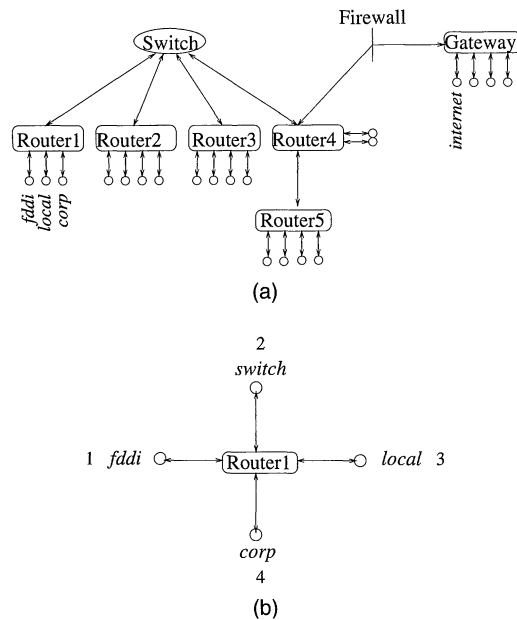 Firewall
Switch
Gateway
Router1
Router2
Router3
Router4
internet
fddi
local
corp
Router5
(a)
2
switch
1 fddi
Router1
local 3
corp
4
(b)